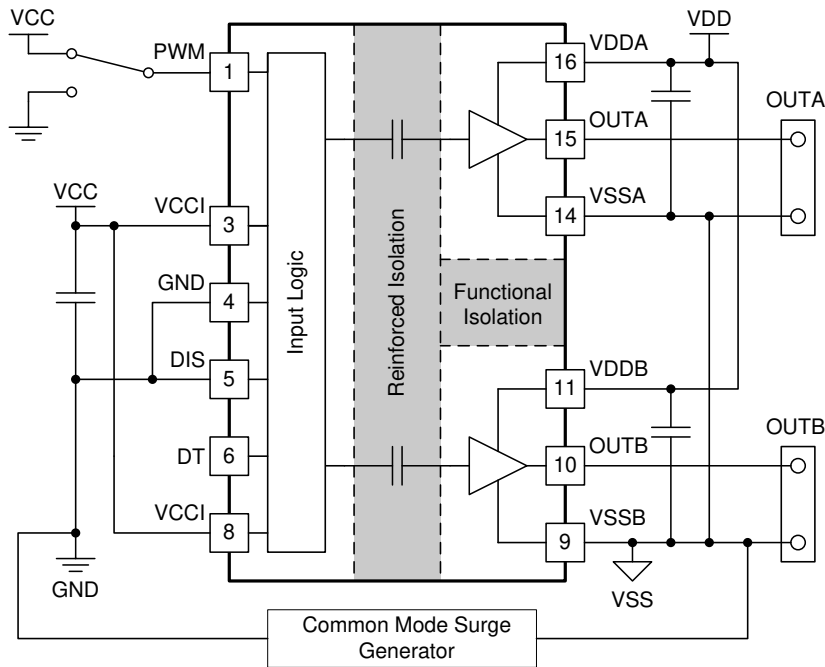 VCC
PWM
1
VCC
VCCI
3
GND
4
DIS
5
DT
6
VCCI
8
GND
Input Logic
Reinforced Isolation
Functional
Isolation
16
VDDA
VDD
15
OUTA
OUTA
14
VSSA
11
VDDB
10
OUTB
OUTB
9
VSSB
VSS
Common Mode Surge
Generator